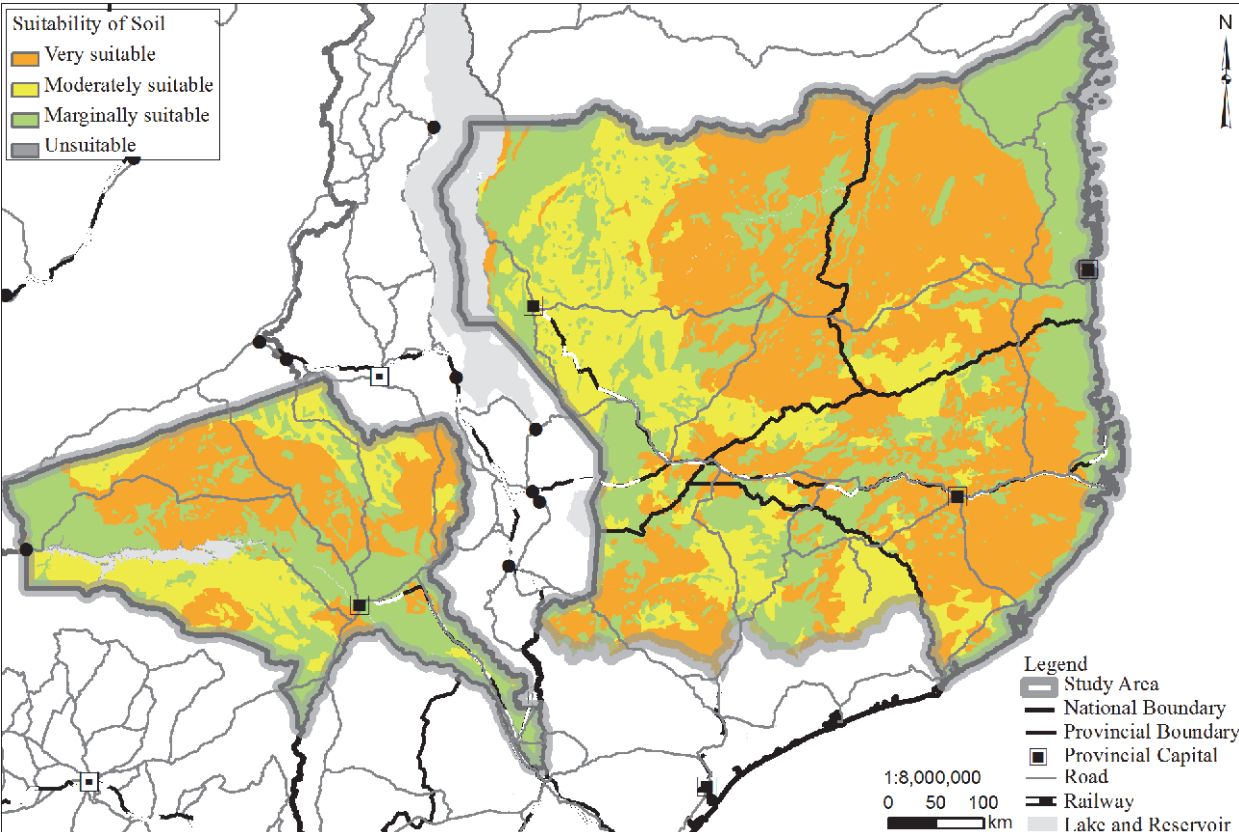 Suitability of Soil
Very suitable
Moderately suitable
Marginally suitable
Unsuitable
N
Legend
Study Area
National Boundary
Provincial Boundary
Provincial Capital
Road
Railway
Lake and Reservoir
1:8,000,000
0 50 100
km